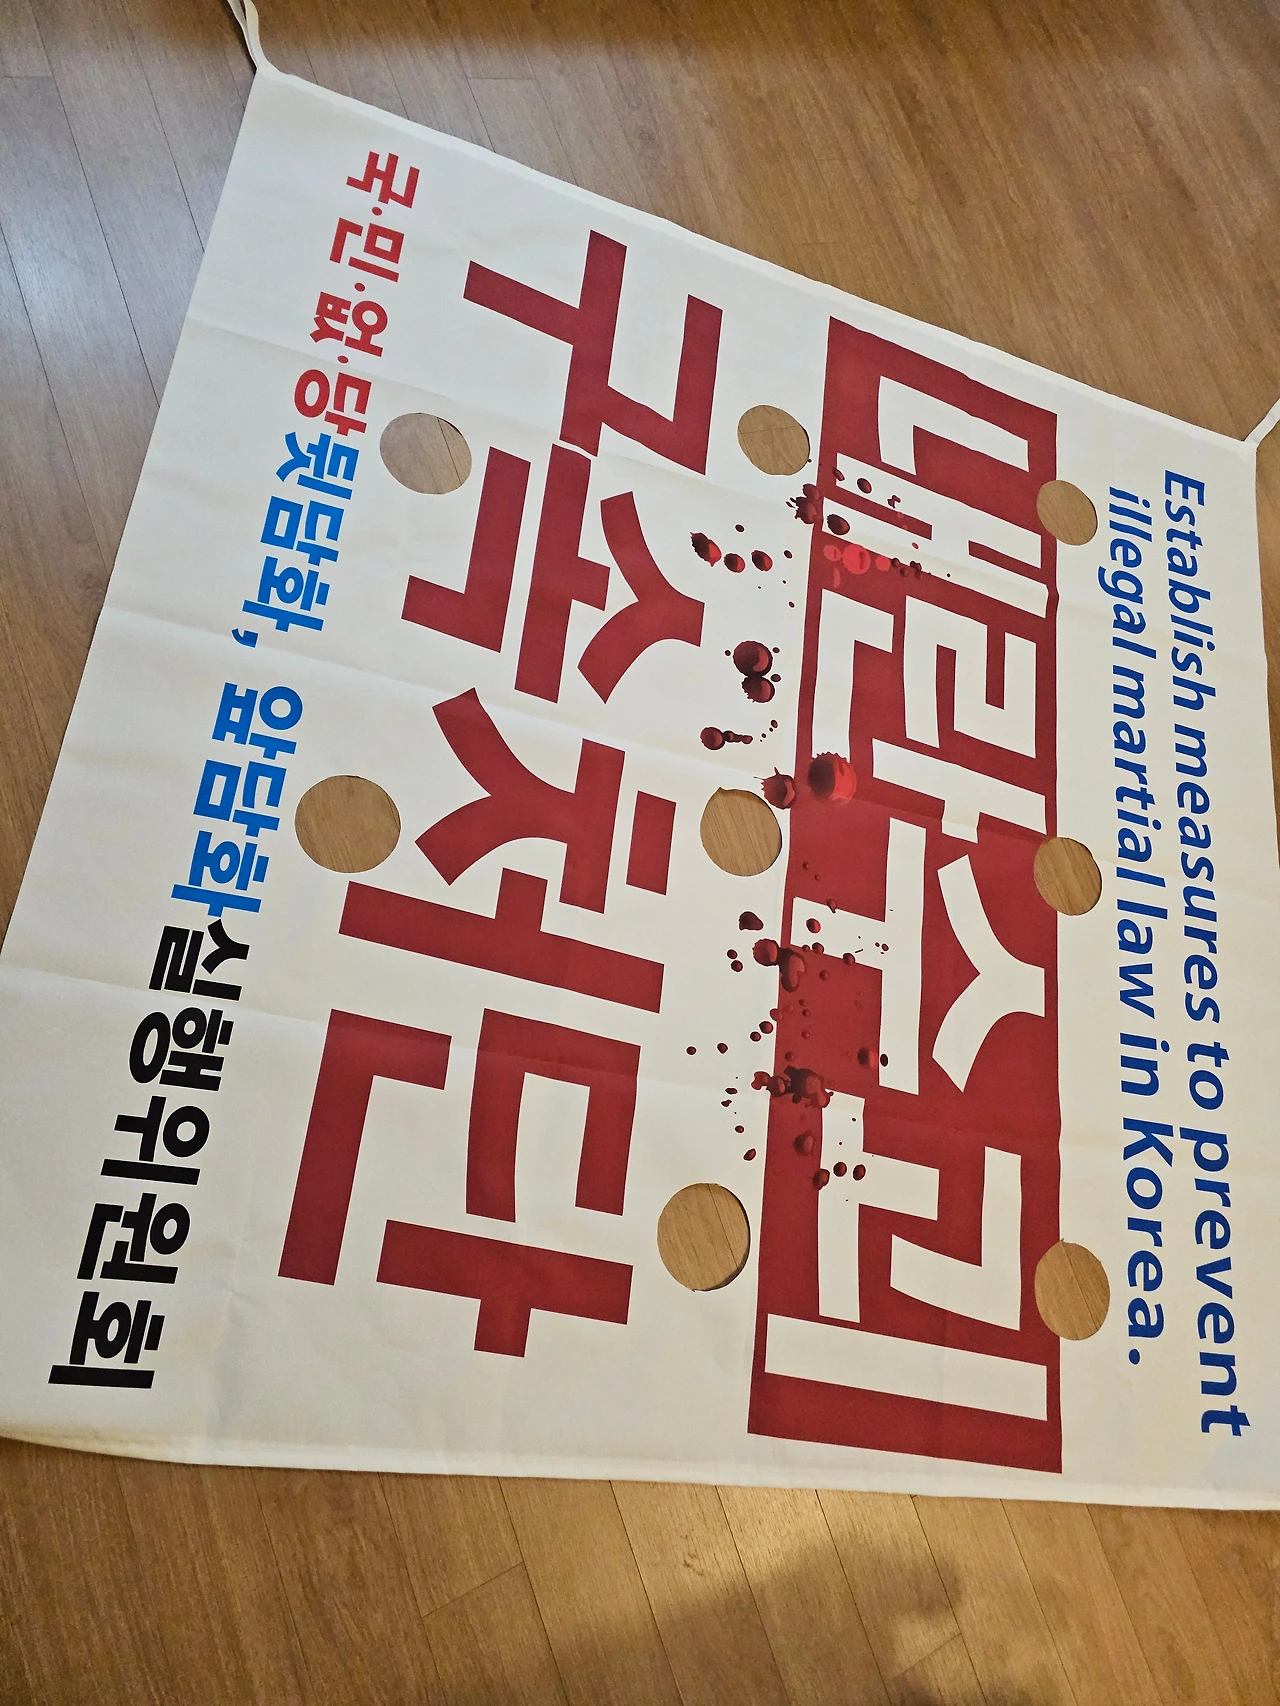 Establish measures to prevent
illegal martial law in Korea.
내란수괴
구속처단
국·민·없·당뒷담화, 앞담화실행위원회